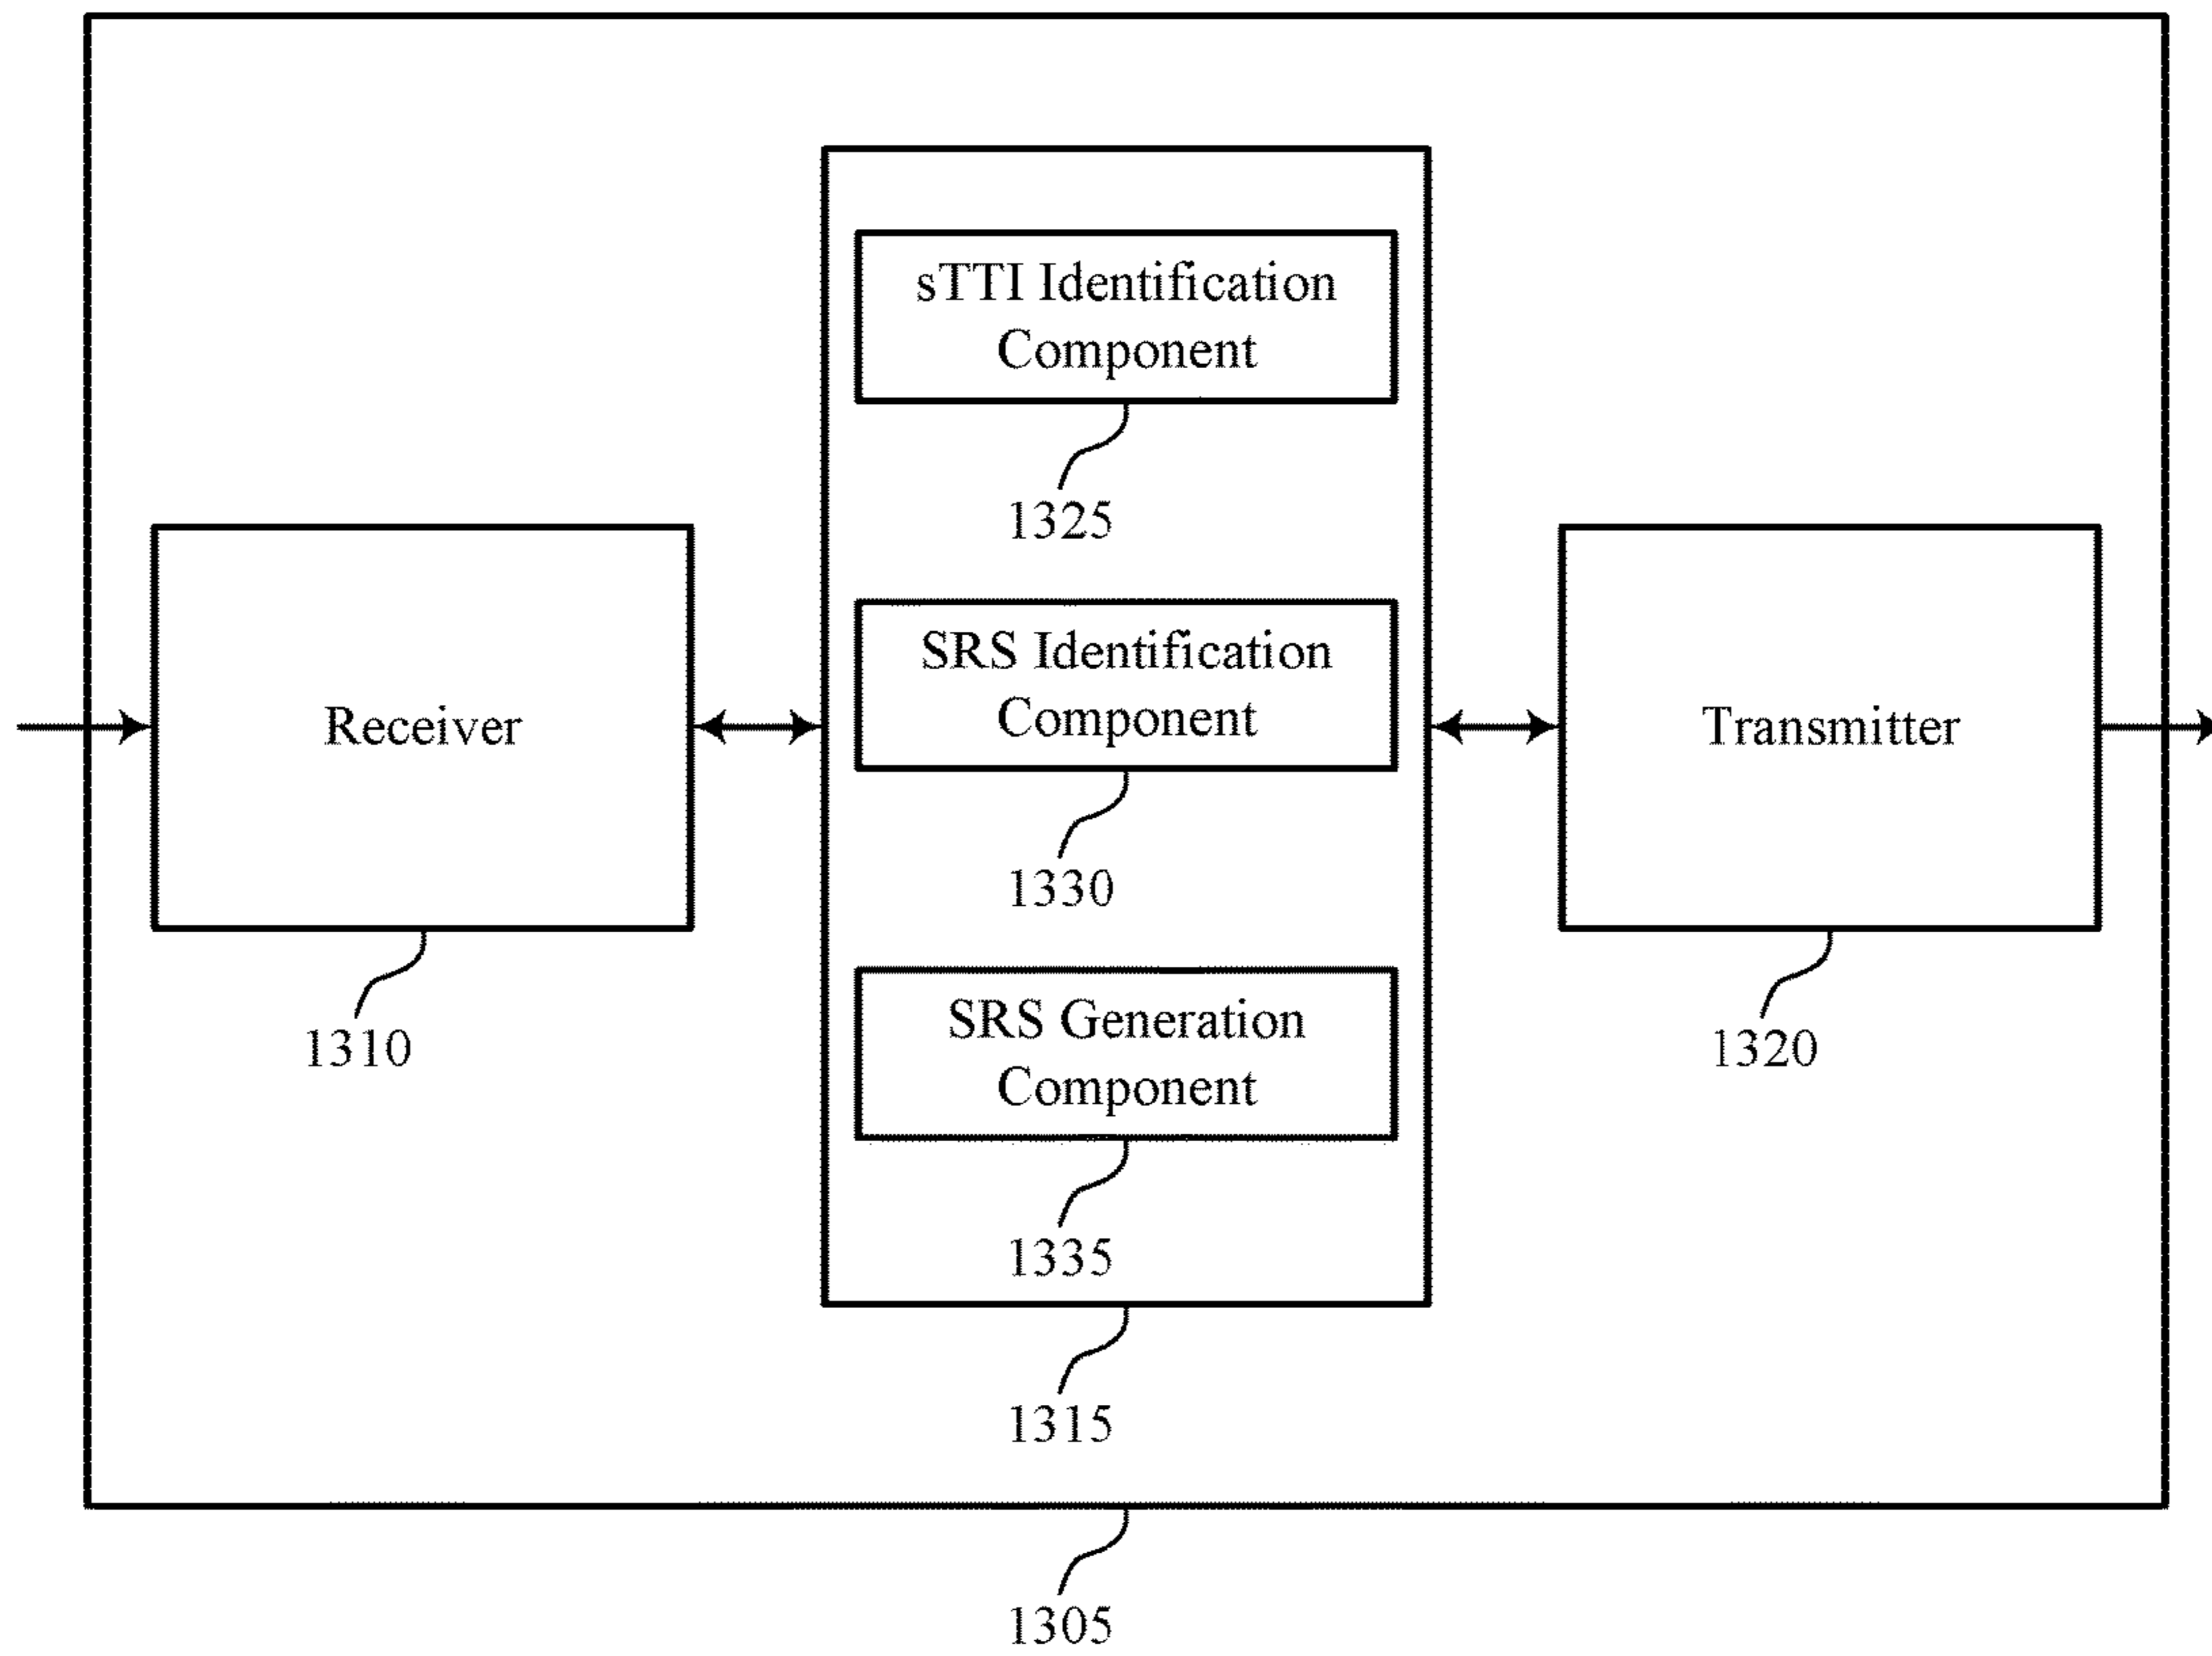 sTTI Identification
Component
1325
Receiver
1310
SRS Identification
Component
1330
Transmitter
1320
SRS Generation
Component
1335
1315
1305